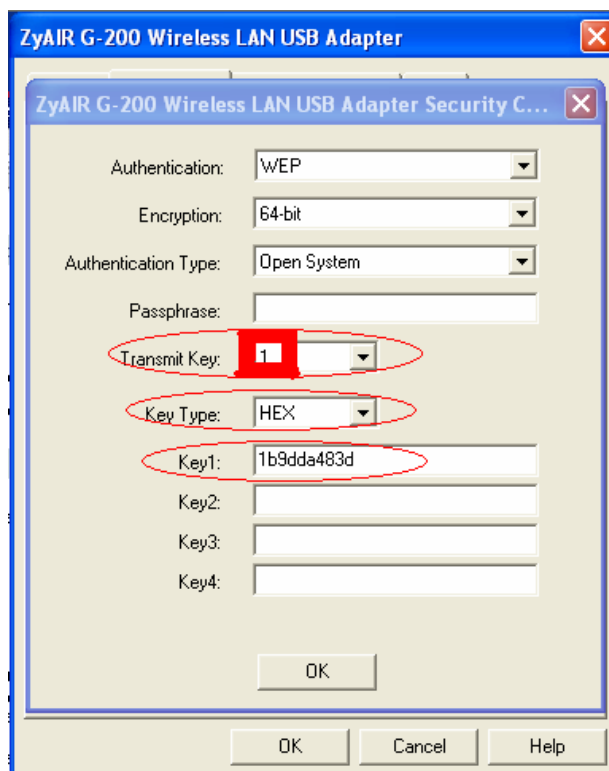 ZyAIR G-200 Wireless LAN USB Adapter
ZyAIR G-200 Wireless LAN USB Adapter Security C...
Authentication: WEP
Encryption: 64-bit
Authentication Type: Open System
Passphrase:
Transmit Key: 1
Key Type: HEX
Key1: 1b9dda483d
Key2:
Key3:
Key4:
OK
OK Cancel Help